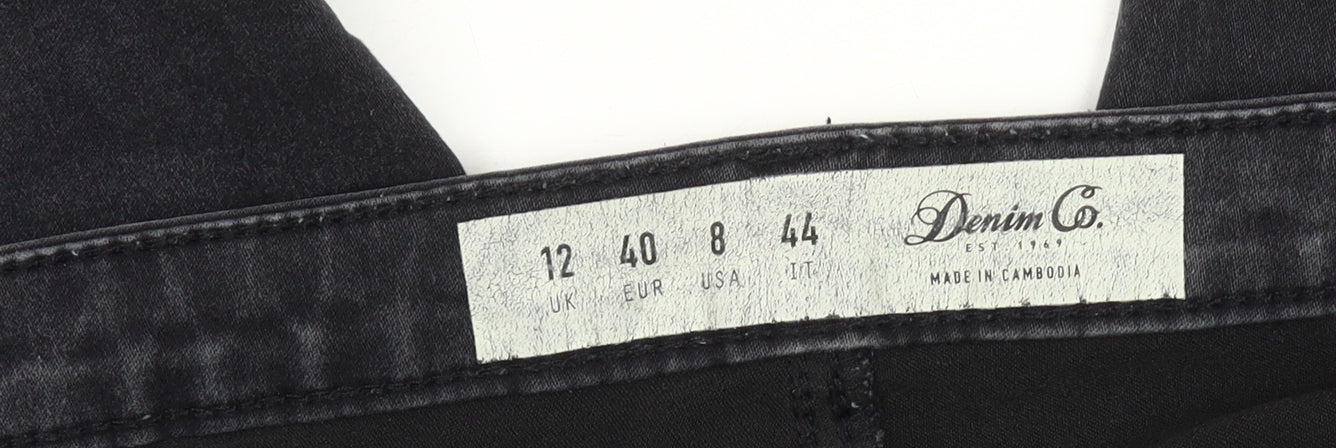 12 40 8 44
UK EUR USA IT
Denim Co.
EST. 1969
MADE IN CAMBODIA